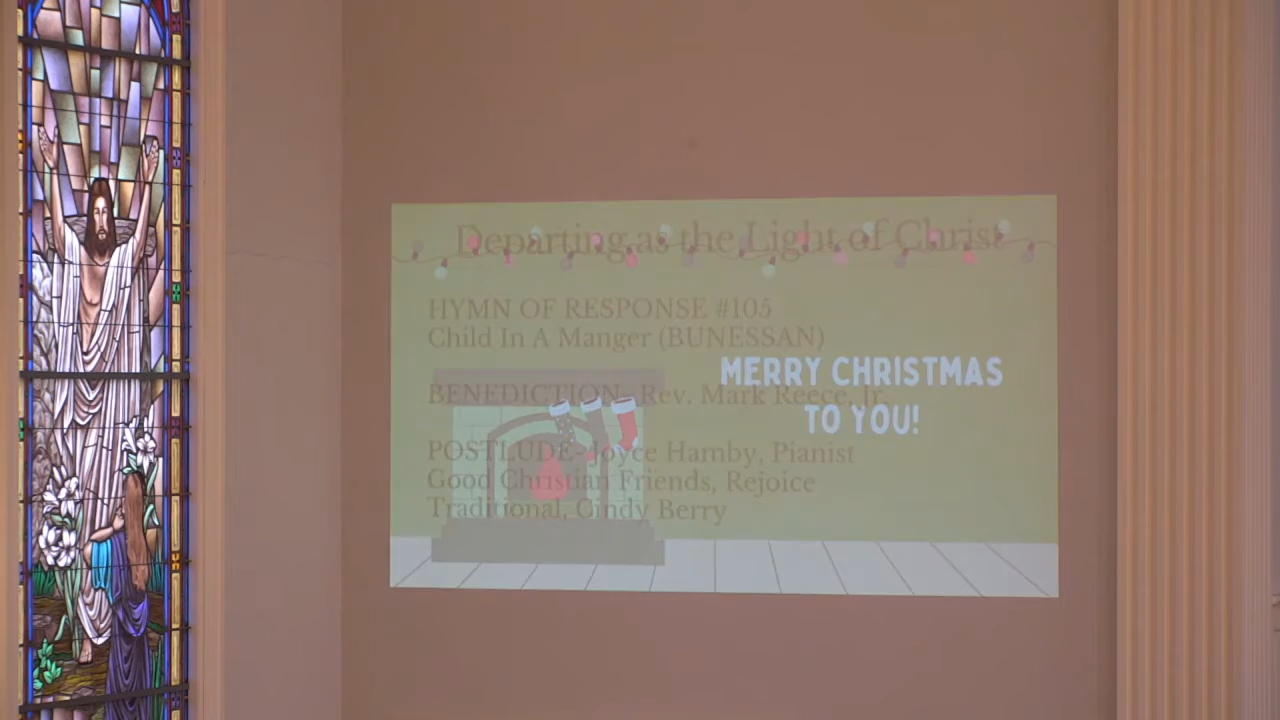 Departing as the Light of Christ
HYMN OF RESPONSE #105
Child In A Manger (BUNESSAN)
MERRY CHRISTMAS
TO YOU!
BENEDICTION- Rev. Mark Reece, Jr.
POSTLUDE- Joyce Hamby, Pianist
Good Christian Friends, Rejoice
Traditional, Cindy Berry